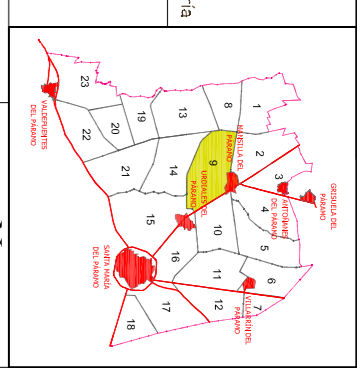 ría
GRISUELA DEL
PÁRAMO
ANTOÑANES
DEL PÁRAMO
MANSILLA DEL
PÁRAMO
URDIALES DEL
PÁRAMO
VILLARRÍN DEL
PÁRAMO
SANTA MARÍA
DEL PÁRAMO
VALDEFUENTES
DEL PÁRAMO
1
2
3
4
5
6
7
8
9
10
11
12
13
14
15
16
17
18
19
20
21
22
23